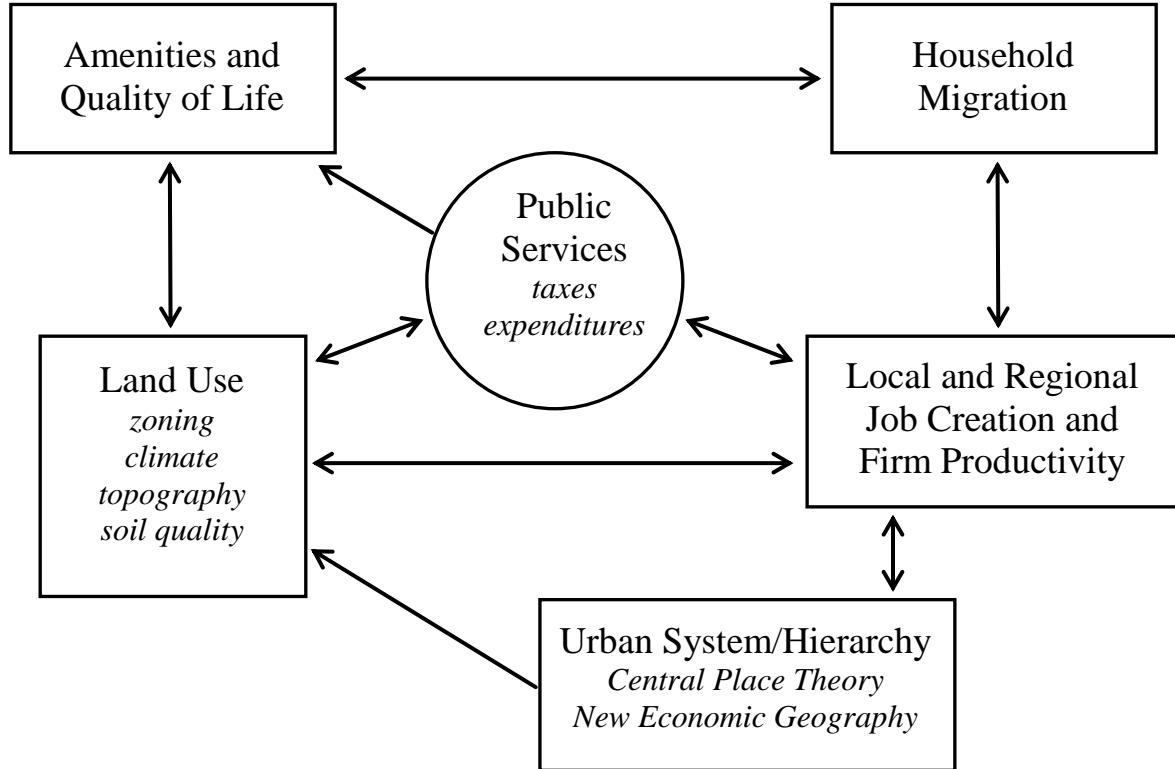 Amenities and
Quality of Life
Household
Migration
Public
Services
taxes
expenditures
Land Use
zoning
climate
topography
soil quality
Local and Regional
Job Creation and
Firm Productivity
Urban System/Hierarchy
Central Place Theory
New Economic Geography